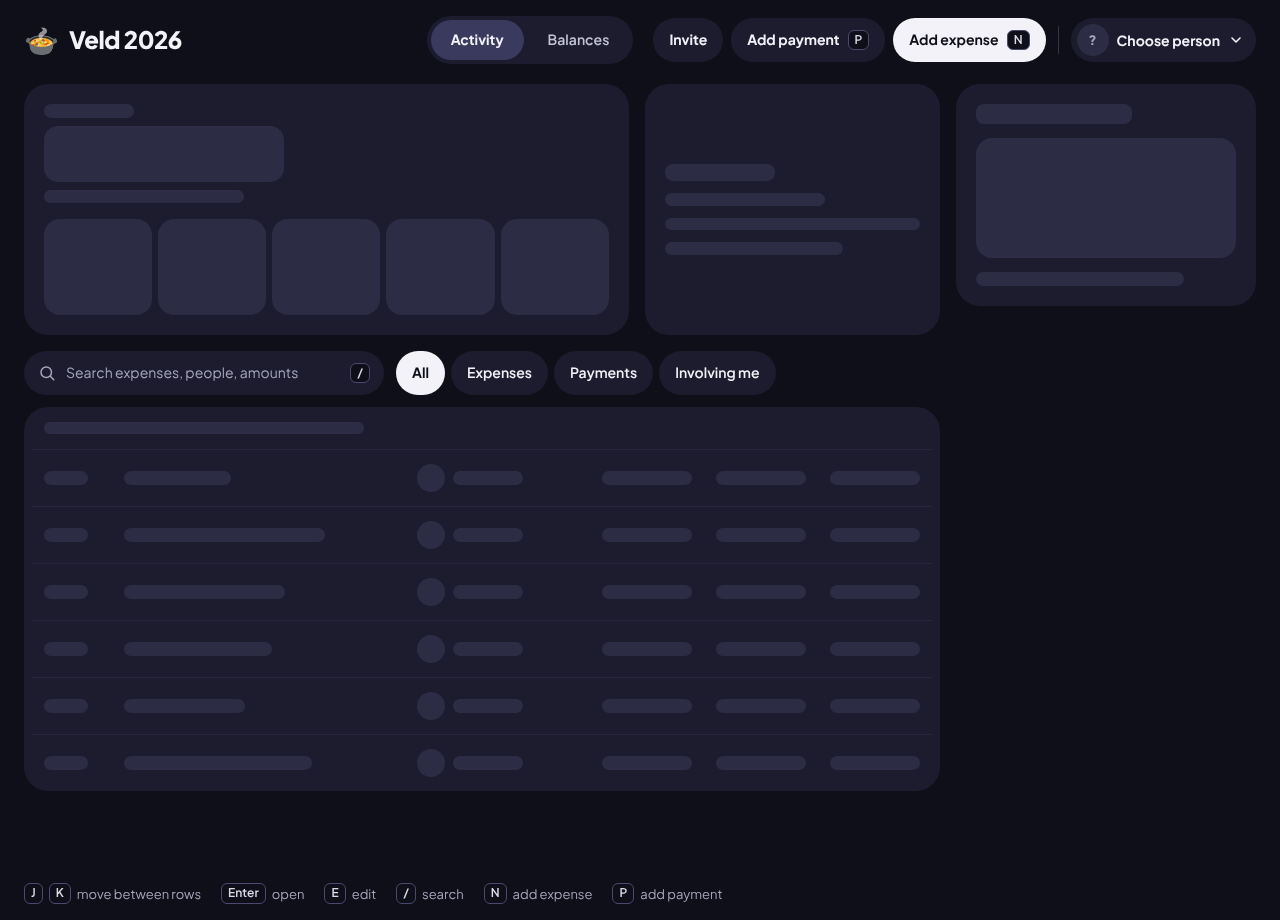 Veld 2026
Activity Balances Invite Add payment P Add expense N ? Choose person
Search expenses, people, amounts / All Expenses Payments Involving me
J K move between rows Enter open E edit / search N add expense P add payment